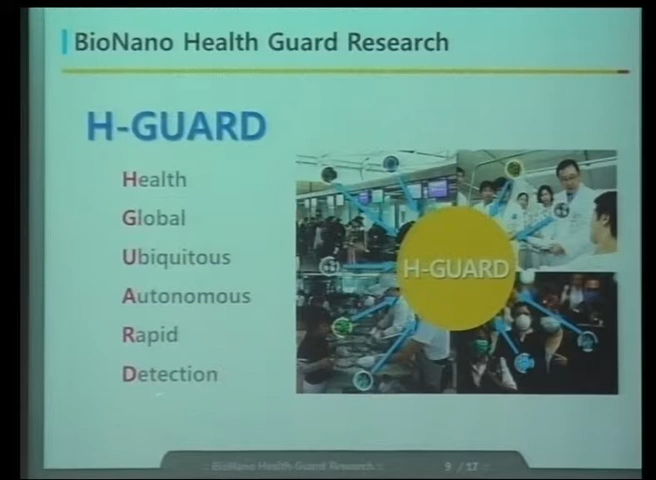 BioNano Health Guard Research
H-GUARD
Health
Global
Ubiquitous
Autonomous
Rapid
Detection
H-GUARD
:: BioNano Health Guard Research ::
9 / 17 ::